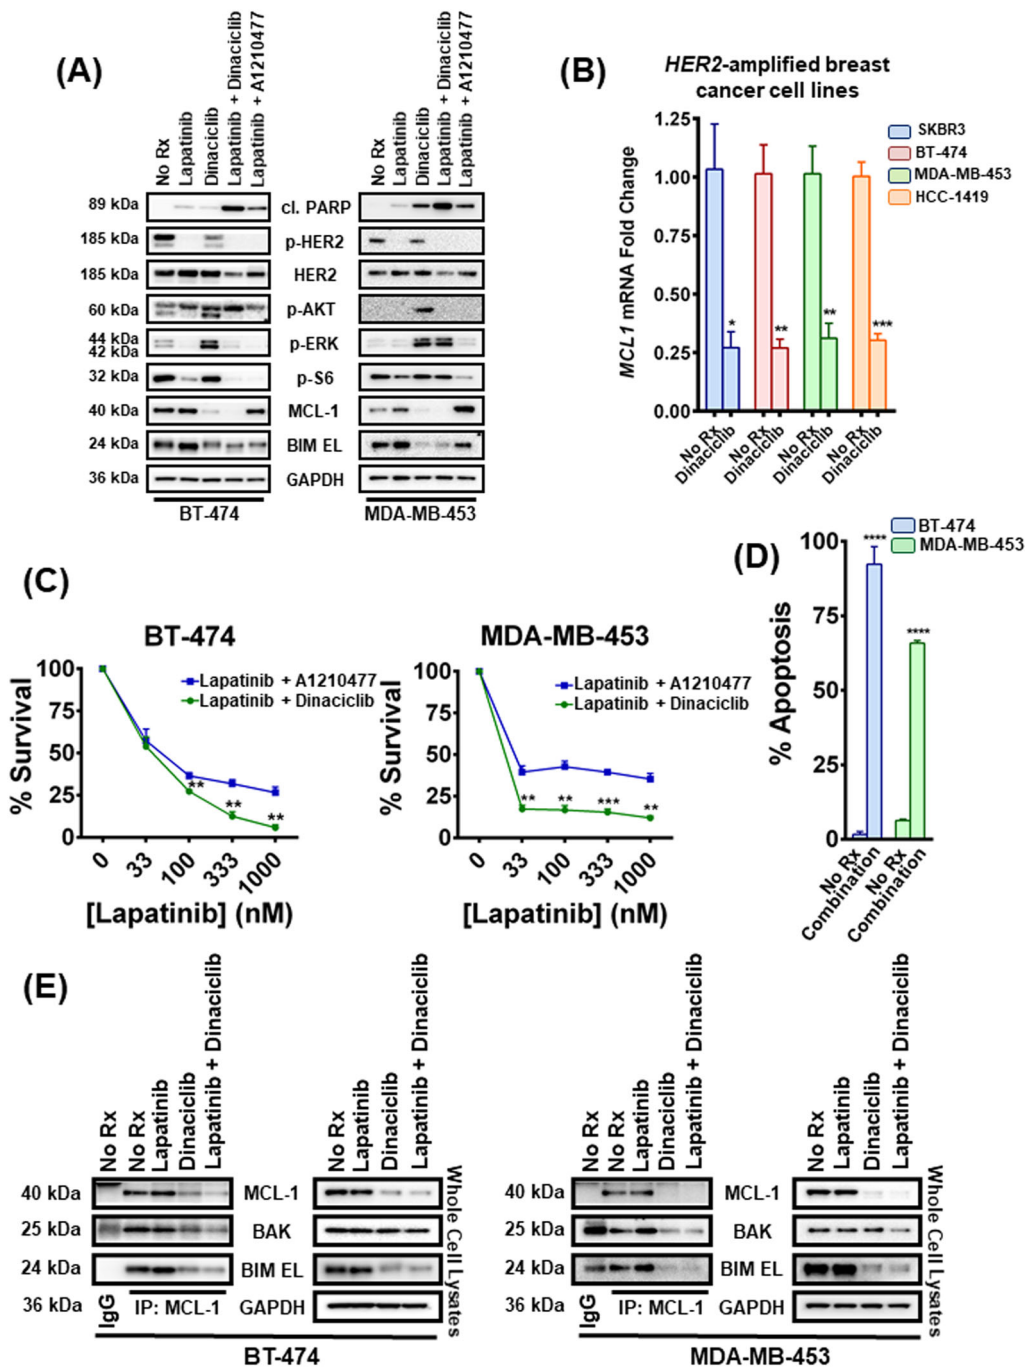 (A)
No Rx
Lapatinib
Dinaciclib
Lapatinib + Dinaciclib
Lapatinib + A1210477
No Rx
Lapatinib
Dinaciclib
Lapatinib + Dinaciclib
Lapatinib + A1210477
89 kDa cl. PARP
185 kDa p-HER2
185 kDa HER2
60 kDa p-AKT
44 kDa
42 kDa p-ERK
32 kDa p-S6
40 kDa MCL-1
24 kDa BIM EL
36 kDa GAPDH
BT-474 MDA-MB-453
(B)
HER2-amplified breast
cancer cell lines
MCL1 mRNA Fold Change
1.25
1.00
0.75
0.50
0.25
0.00
* ** ** ***
No Rx
Dinaciclib
No Rx
Dinaciclib
No Rx
Dinaciclib
No Rx
Dinaciclib
SKBR3
BT-474
MDA-MB-453
HCC-1419
(C)
BT-474
% Survival
100
75
50
25
0
Lapatinib + A1210477
Lapatinib + Dinaciclib
** ** **
0 33 100 333 1000
[Lapatinib] (nM)
MDA-MB-453
% Survival
100
75
50
25
0
Lapatinib + A1210477
Lapatinib + Dinaciclib
** ** *** **
0 33 100 333 1000
[Lapatinib] (nM)
(D)
BT-474
MDA-MB-453
% Apoptosis
100
75
50
25
0
**** ****
No Rx
Combination
No Rx
Combination
(E)
No Rx
No Rx
Lapatinib
Dinaciclib
Lapatinib + Dinaciclib
No Rx
Lapatinib
Dinaciclib
Lapatinib + Dinaciclib
40 kDa MCL-1
25 kDa BAK
24 kDa BIM EL
36 kDa IgG IP: MCL-1 GAPDH
Whole Cell Lysates
BT-474
No Rx
No Rx
Lapatinib
Dinaciclib
Lapatinib + Dinaciclib
No Rx
Lapatinib
Dinaciclib
Lapatinib + Dinaciclib
40 kDa MCL-1
25 kDa BAK
24 kDa BIM EL
36 kDa IgG IP: MCL-1 GAPDH
Whole Cell Lysates
MDA-MB-453